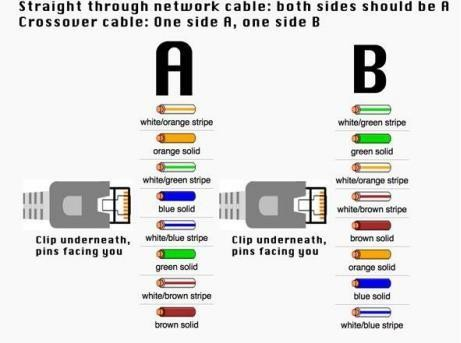 Straight through network cable: both sides should be A
Crossover cable: One side A, one side B
A
white/orange stripe
orange solid
white/green stripe
blue solid
white/blue stripe
green solid
white/brown stripe
brown solid
Clip underneath,
pins facing you
B
white/green stripe
green solid
white/orange stripe
white/brown stripe
brown solid
orange solid
blue solid
white/blue stripe
Clip underneath,
pins facing you